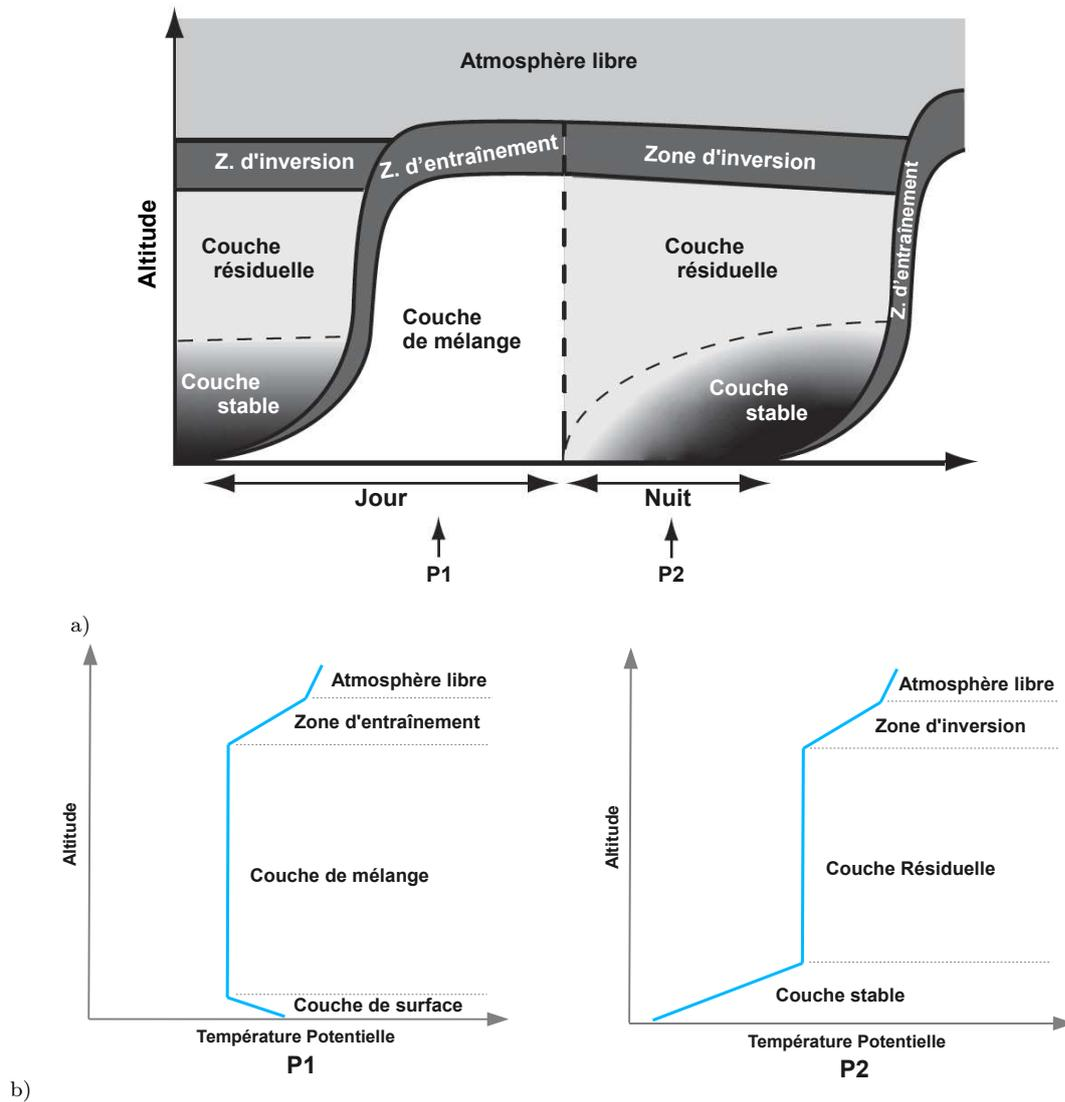 Atmosphère libre
Z. d'inversion
Z. d'entraînement
Zone d'inversion
Z. d'entraînement
Altitude
Couche
résiduelle
Couche
résiduelle
Couche
de mélange
Couche
stable
Couche
stable
Jour
Nuit
P1
P2
a)
Atmosphère libre
Zone d'entraînement
Altitude
Couche de mélange
Couche de surface
Température Potentielle
P1
Atmosphère libre
Zone d'inversion
Altitude
Couche Résiduelle
Couche stable
Température Potentielle
P2
b)